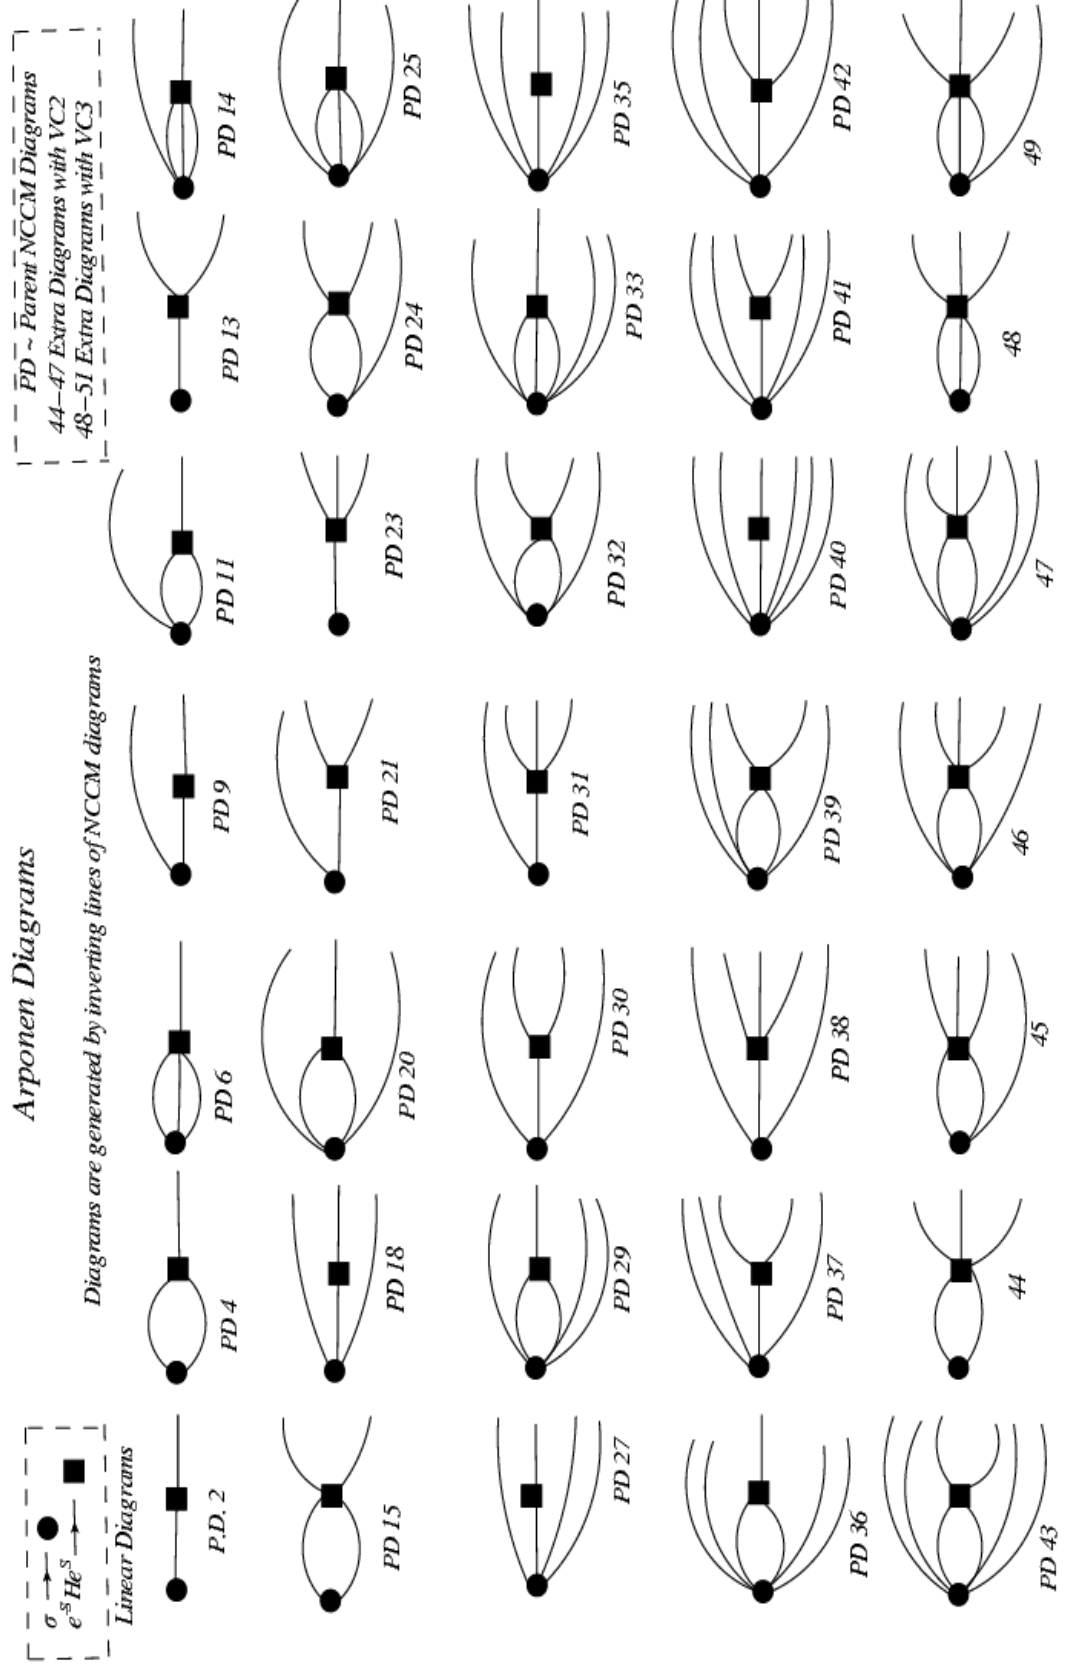 Arponen Diagrams
Diagrams are generated by inverting lines of NCCM diagrams
σ
e⁻ˢHeˢ
Linear Diagrams
PD ~ Parent NCCM Diagrams
44–47 Extra Diagrams with VC2
48–51 Extra Diagrams with VC3
P.D. 2
PD 4
PD 6
PD 9
PD 11
PD 13
PD 14
PD 15
PD 18
PD 20
PD 21
PD 23
PD 24
PD 25
PD 27
PD 29
PD 30
PD 31
PD 32
PD 33
PD 35
PD 36
PD 37
PD 38
PD 39
PD 40
PD 41
PD 42
PD 43
44
45
46
47
48
49